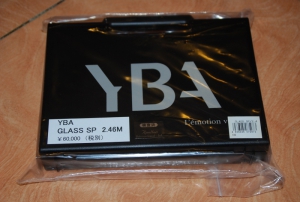 YBA
L'émotion
YBA
GLASS SP 2.46M
￥60,000（税別）